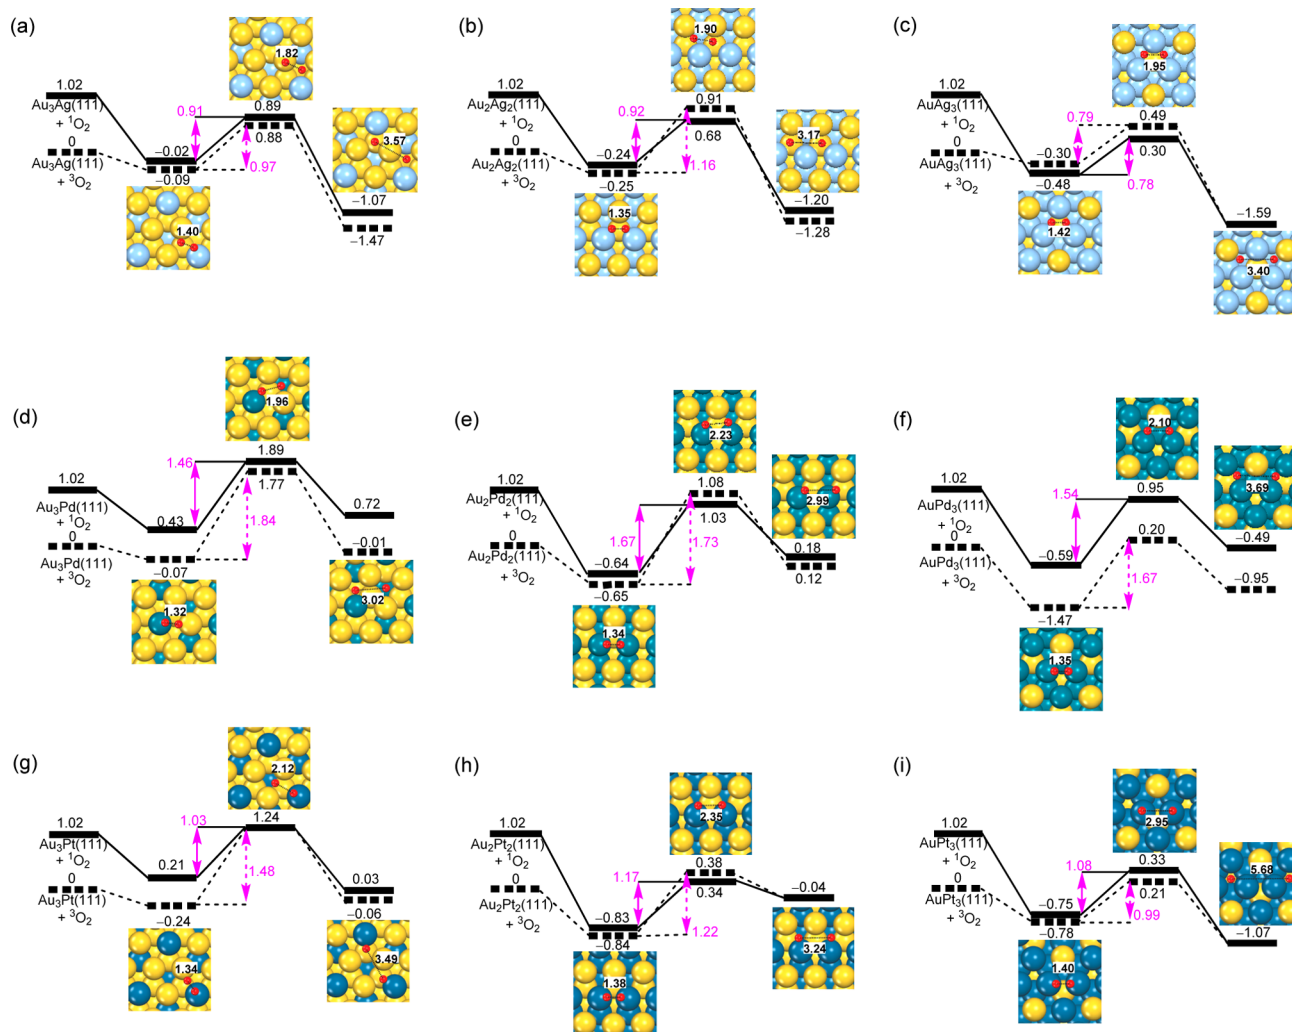 (a)
1.82
1.02
0.89
Au₃Ag(111)
+ ¹O₂
0.91
0
−0.02
0.88
3.57
Au₃Ag(111)
+ ³O₂
−0.09
0.97
1.40
−1.07
−1.47
(b)
1.90
1.02
0.91
Au₂Ag₂(111)
+ ¹O₂
0.92
0.68
0
−0.24
3.17
Au₂Ag₂(111)
+ ³O₂
−0.25
1.16
1.35
−1.20
−1.28
(c)
1.95
1.02
0.49
AuAg₃(111)
+ ¹O₂
0.79
0
−0.30
0.30
AuAg₃(111)
+ ³O₂
−0.48
0.78
1.42
−1.59
3.40
(d)
1.96
1.89
1.02
1.46
1.77
Au₃Pd(111)
+ ¹O₂
0.43
0.72
0
Au₃Pd(111)
+ ³O₂
−0.07
1.84
−0.01
1.32
3.02
(e)
2.23
1.02
1.08
2.99
Au₂Pd₂(111)
+ ¹O₂
1.03
0
1.67
Au₂Pd₂(111)
+ ³O₂
−0.64
1.73
0.18
−0.65
0.12
1.34
(f)
2.10
1.02
0.95
3.69
AuPd₃(111)
+ ¹O₂
1.54
0
0.20
AuPd₃(111)
+ ³O₂
−0.59
−0.49
1.67
−0.95
−1.47
1.35
(g)
2.12
1.02
1.24
Au₃Pt(111)
+ ¹O₂
1.03
0.21
0
Au₃Pt(111)
+ ³O₂
1.48
0.03
−0.24
−0.06
1.34
3.49
(h)
2.35
1.02
0.38
Au₂Pt₂(111)
+ ¹O₂
1.17
0.34
0
−0.04
Au₂Pt₂(111)
+ ³O₂
−0.83
1.22
−0.84
3.24
1.38
(i)
2.95
1.02
0.33
AuPt₃(111)
+ ¹O₂
1.08
5.68
0
0.21
AuPt₃(111)
+ ³O₂
−0.75
0.99
−0.78
−1.07
1.40